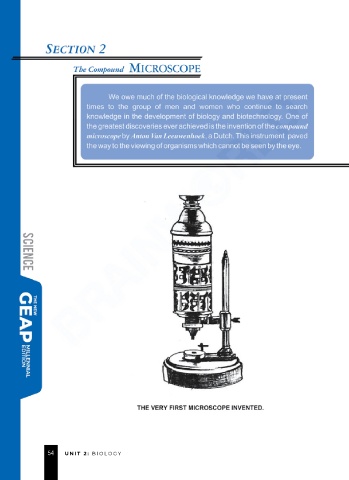 SECTION 2
The Compound MICROSCOPE
We owe much of the biological knowledge we have at present
times to the group of men and women who continue to search
knowledge in the development of biology and biotechnology. One of
the greatest discoveries ever achieved is the invention of the compound
microscope by Anton Van Leeuwenhoek, a Dutch. This instrument paved
the way to the viewing of organisms which cannot be seen by the eye.
SCIENCE
THE NEW
GEAP
MILLENNIAL
EDITION
THE VERY FIRST MICROSCOPE INVENTED.
54 UNIT 2: BIOLOGY